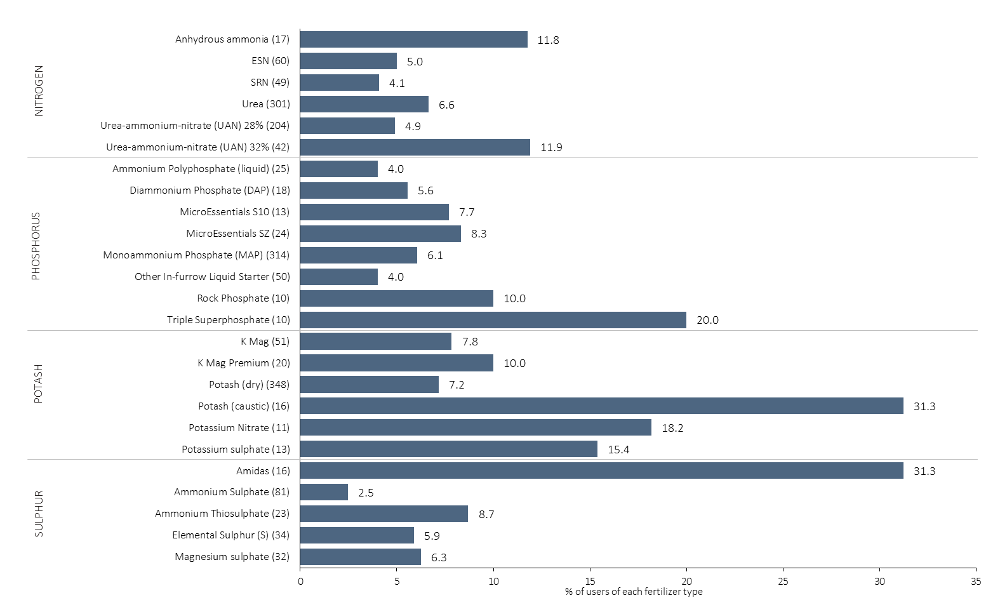 NITROGEN
Anhydrous ammonia (17) 11.8
ESN (60) 5.0
SRN (49) 4.1
Urea (301) 6.6
Urea-ammonium-nitrate (UAN) 28% (204) 4.9
Urea-ammonium-nitrate (UAN) 32% (42) 11.9
PHOSPHORUS
Ammonium Polyphosphate (liquid) (25) 4.0
Diammonium Phosphate (DAP) (18) 5.6
MicroEssentials S10 (13) 7.7
MicroEssentials SZ (24) 8.3
Monoammonium Phosphate (MAP) (314) 6.1
Other In-furrow Liquid Starter (50) 4.0
Rock Phosphate (10) 10.0
Triple Superphosphate (10) 20.0
POTASH
K Mag (51) 7.8
K Mag Premium (20) 10.0
Potash (dry) (348) 7.2
Potash (caustic) (16) 31.3
Potassium Nitrate (11) 18.2
Potassium sulphate (13) 15.4
SULPHUR
Amidas (16) 31.3
Ammonium Sulphate (81) 2.5
Ammonium Thiosulphate (23) 8.7
Elemental Sulphur (S) (34) 5.9
Magnesium sulphate (32) 6.3
0 5 10 15 20 25 30 35
% of users of each fertilizer type